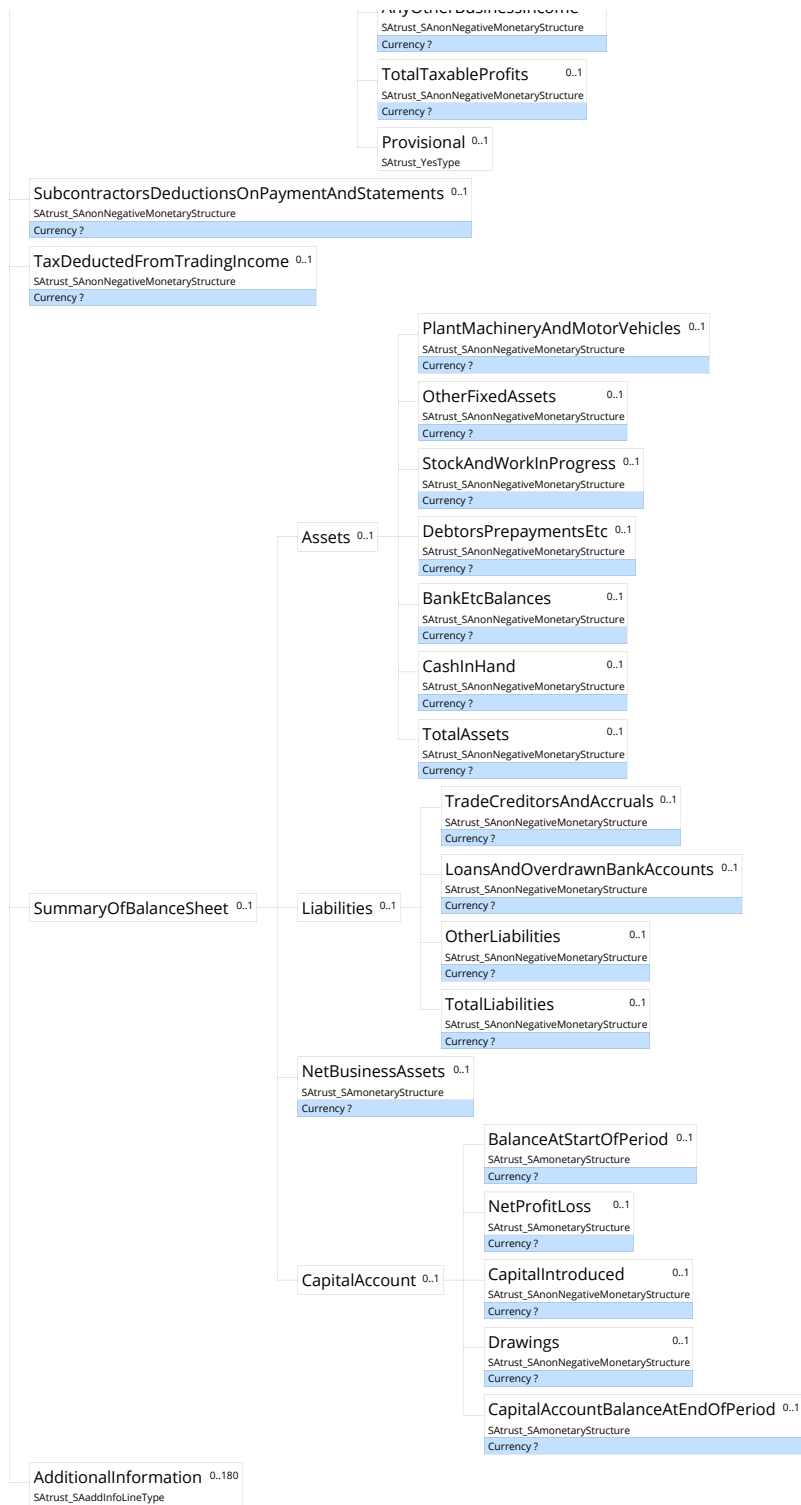 AnyOtherBusinessIncome
SAtrust_SAnonNegativeMonetaryStructure
Currency ?
TotalTaxableProfits 0..1
SAtrust_SAnonNegativeMonetaryStructure
Currency ?
Provisional 0..1
SAtrust_YesType
SubcontractorsDeductionsOnPaymentAndStatements 0..1
SAtrust_SAnonNegativeMonetaryStructure
Currency ?
TaxDeductedFromTradingIncome 0..1
SAtrust_SAnonNegativeMonetaryStructure
Currency ?
PlantMachineryAndMotorVehicles 0..1
SAtrust_SAnonNegativeMonetaryStructure
Currency ?
OtherFixedAssets 0..1
SAtrust_SAnonNegativeMonetaryStructure
Currency ?
StockAndWorkInProgress 0..1
SAtrust_SAnonNegativeMonetaryStructure
Currency ?
Assets 0..1
DebtorsPrepaymentsEtc 0..1
SAtrust_SAnonNegativeMonetaryStructure
Currency ?
BankEtcBalances 0..1
SAtrust_SAnonNegativeMonetaryStructure
Currency ?
CashInHand 0..1
SAtrust_SAnonNegativeMonetaryStructure
Currency ?
TotalAssets 0..1
SAtrust_SAnonNegativeMonetaryStructure
Currency ?
TradeCreditorsAndAccruals 0..1
SAtrust_SAnonNegativeMonetaryStructure
Currency ?
LoansAndOverdrawnBankAccounts 0..1
SAtrust_SAnonNegativeMonetaryStructure
Currency ?
SummaryOfBalanceSheet 0..1
Liabilities 0..1
OtherLiabilities 0..1
SAtrust_SAnonNegativeMonetaryStructure
Currency ?
TotalLiabilities 0..1
SAtrust_SAnonNegativeMonetaryStructure
Currency ?
NetBusinessAssets 0..1
SAtrust_SAmonetaryStructure
Currency ?
BalanceAtStartOfPeriod 0..1
SAtrust_SAmonetaryStructure
Currency ?
NetProfitLoss 0..1
SAtrust_SAmonetaryStructure
Currency ?
CapitalAccount 0..1
CapitalIntroduced 0..1
SAtrust_SAnonNegativeMonetaryStructure
Currency ?
Drawings 0..1
SAtrust_SAnonNegativeMonetaryStructure
Currency ?
CapitalAccountBalanceAtEndOfPeriod 0..1
SAtrust_SAmonetaryStructure
Currency ?
AdditionalInformation 0..180
SAtrust_SAaddInfoLineType